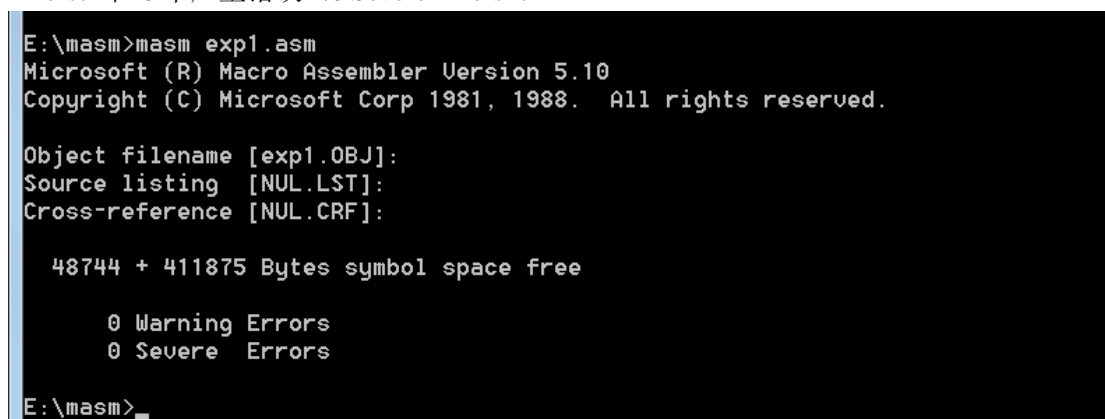 E:\masm>masm exp1.asm
Microsoft (R) Macro Assembler Version 5.10
Copyright (C) Microsoft Corp 1981, 1988.  All rights reserved.
Object filename [exp1.OBJ]:
Source listing  [NUL.LST]:
Cross-reference [NUL.CRF]:
48744 + 411875 Bytes symbol space free
0 Warning Errors
0 Severe  Errors
E:\masm>_